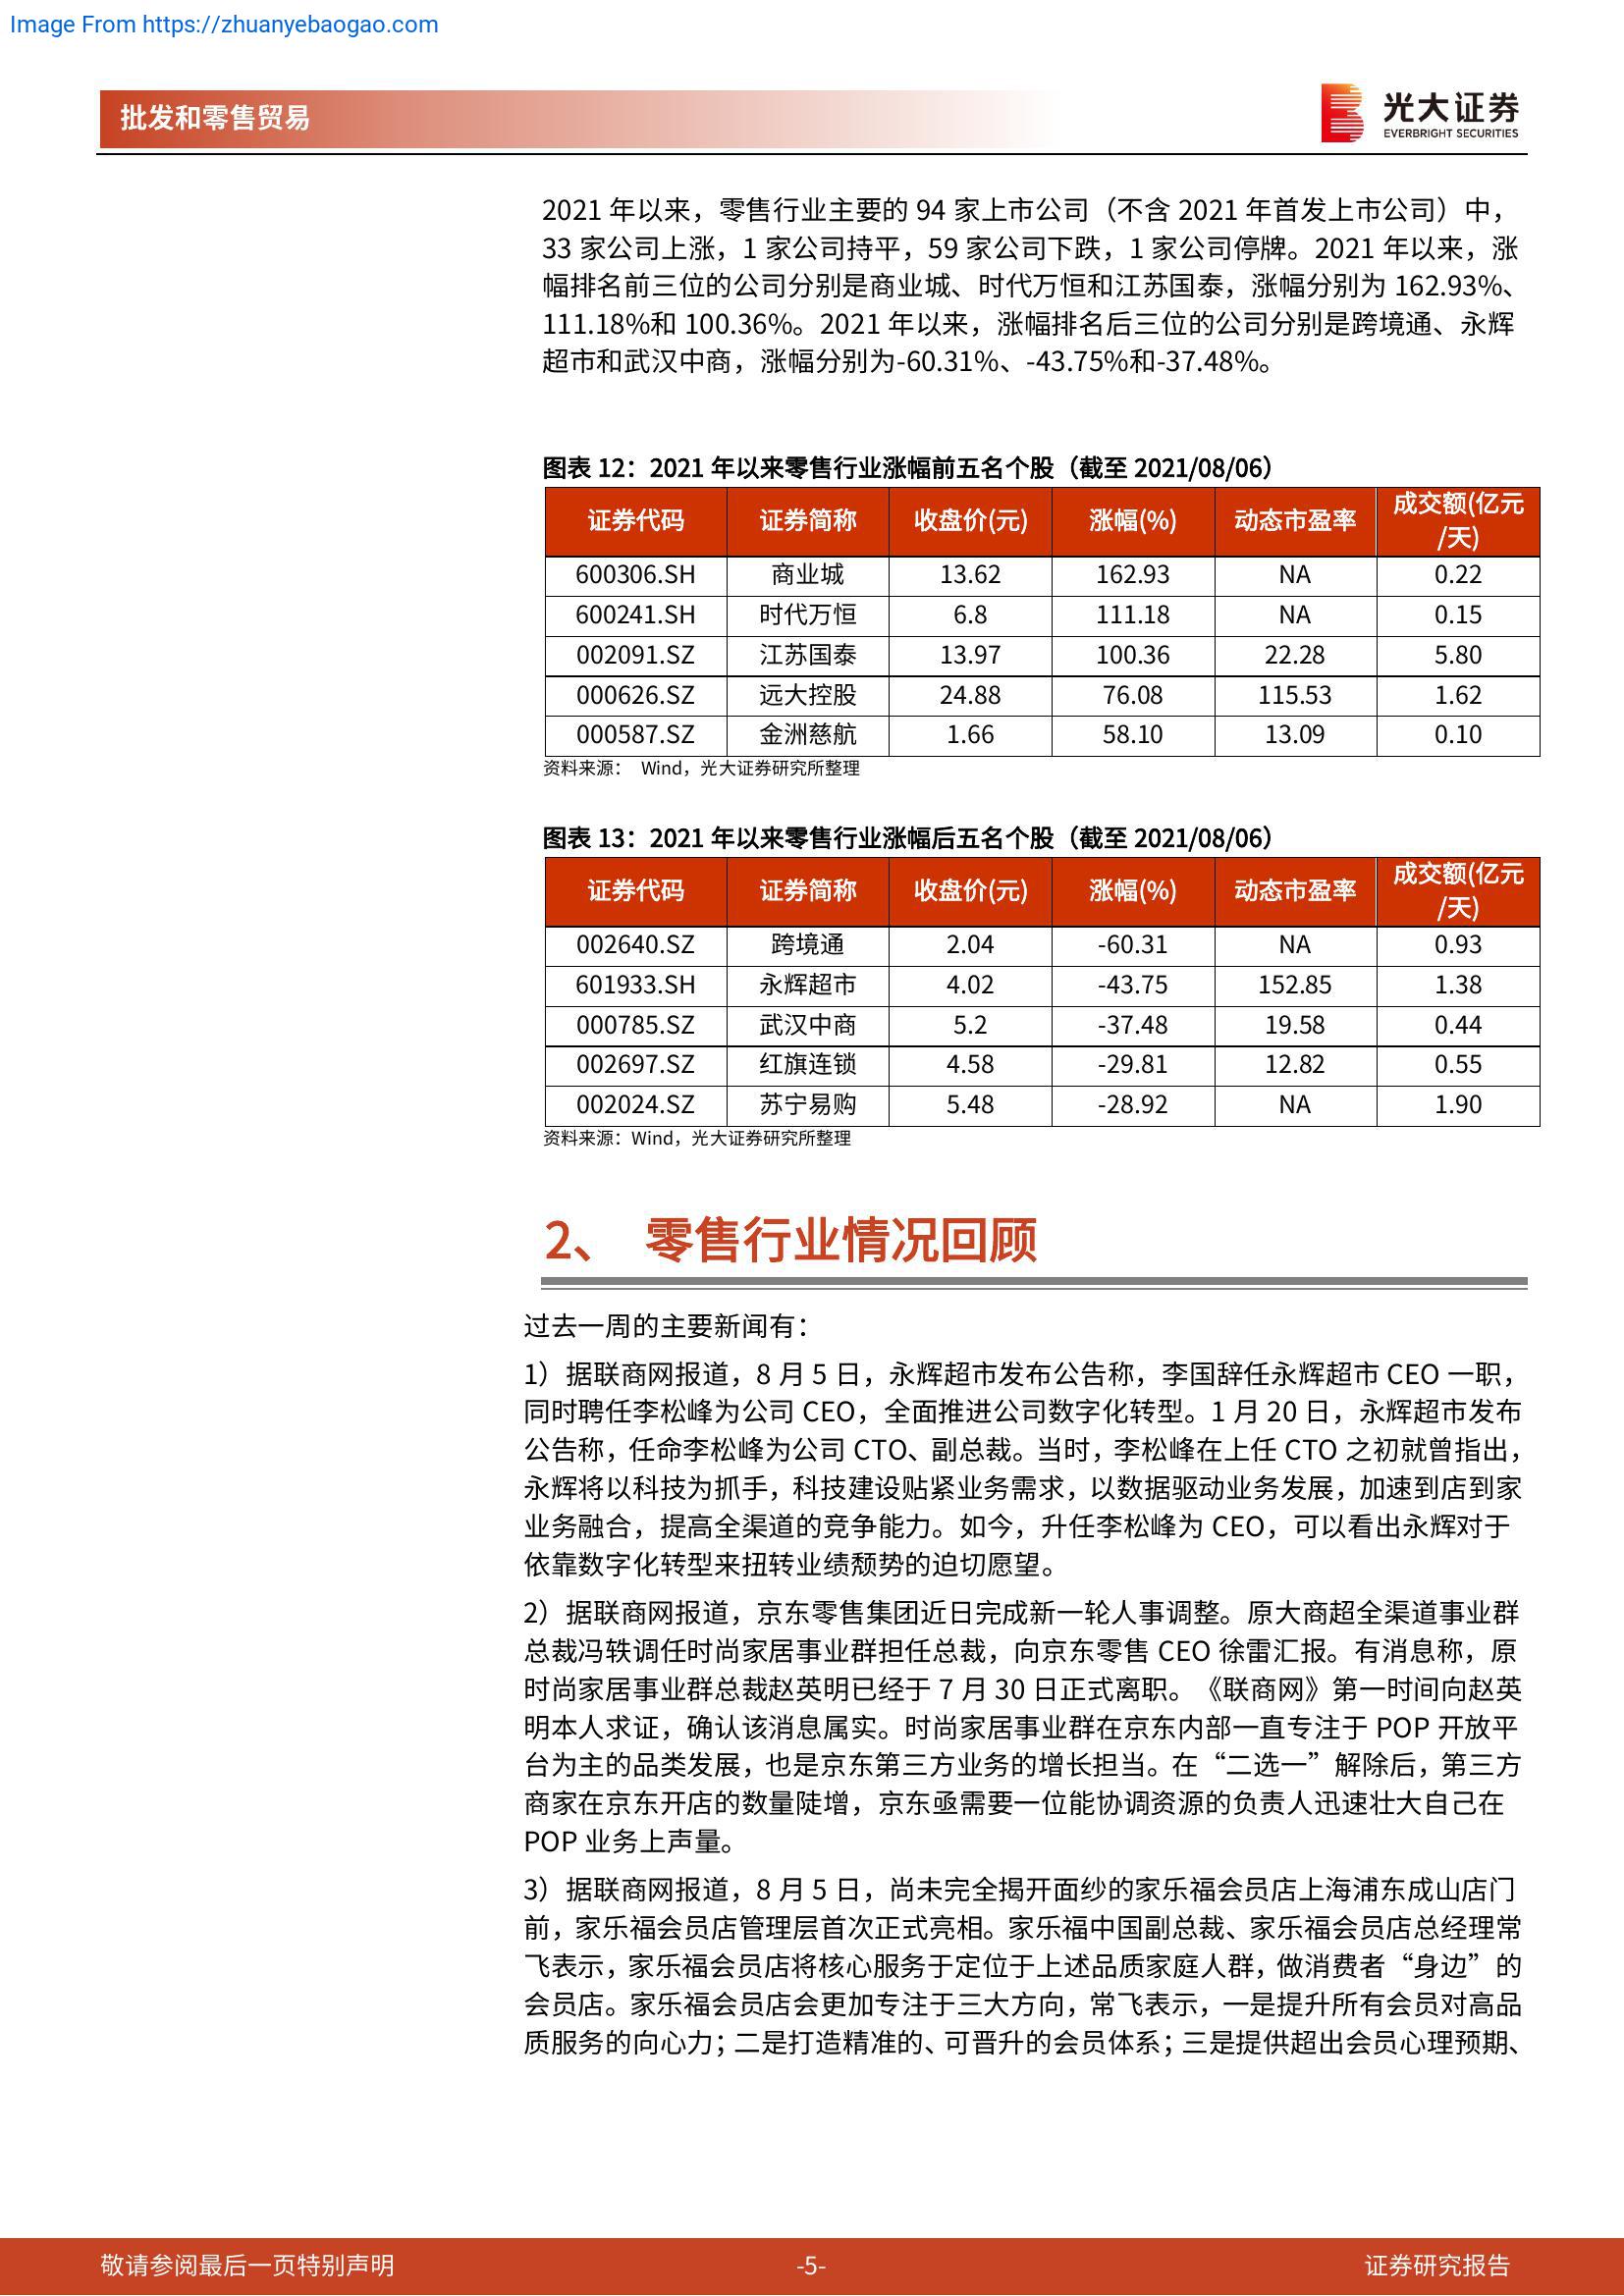 Image From https://zhuanyebaogao.com
批发和零售贸易
光大证券
EVERBRIGHT SECURITIES
2021 年以来，零售行业主要的 94 家上市公司（不含 2021 年首发上市公司）中，
33 家公司上涨，1 家公司持平，59 家公司下跌，1 家公司停牌。2021 年以来，涨
幅排名前三位的公司分别是商业城、时代万恒和江苏国泰，涨幅分别为 162.93%、
111.18%和 100.36%。2021 年以来，涨幅排名后三位的公司分别是跨境通、永辉
超市和武汉中商，涨幅分别为-60.31%、-43.75%和-37.48%。
图表 12：2021 年以来零售行业涨幅前五名个股（截至 2021/08/06）
证券代码 证券简称 收盘价(元) 涨幅(%) 动态市盈率 成交额(亿元
/天)
600306.SH 商业城 13.62 162.93 NA 0.22
600241.SH 时代万恒 6.8 111.18 NA 0.15
002091.SZ 江苏国泰 13.97 100.36 22.28 5.80
000626.SZ 远大控股 24.88 76.08 115.53 1.62
000587.SZ 金洲慈航 1.66 58.10 13.09 0.10
资料来源： Wind，光大证券研究所整理
图表 13：2021 年以来零售行业涨幅后五名个股（截至 2021/08/06）
证券代码 证券简称 收盘价(元) 涨幅(%) 动态市盈率 成交额(亿元
/天)
002640.SZ 跨境通 2.04 -60.31 NA 0.93
601933.SH 永辉超市 4.02 -43.75 152.85 1.38
000785.SZ 武汉中商 5.2 -37.48 19.58 0.44
002697.SZ 红旗连锁 4.58 -29.81 12.82 0.55
002024.SZ 苏宁易购 5.48 -28.92 NA 1.90
资料来源：Wind，光大证券研究所整理
2、 零售行业情况回顾
过去一周的主要新闻有：
1）据联商网报道，8 月 5 日，永辉超市发布公告称，李国辞任永辉超市 CEO 一职，
同时聘任李松峰为公司 CEO，全面推进公司数字化转型。1 月 20 日，永辉超市发布
公告称，任命李松峰为公司 CTO、副总裁。当时，李松峰在上任 CTO 之初就曾指出，
永辉将以科技为抓手，科技建设贴紧业务需求，以数据驱动业务发展，加速到店到家
业务融合，提高全渠道的竞争能力。如今，升任李松峰为 CEO，可以看出永辉对于
依靠数字化转型来扭转业绩颓势的迫切愿望。
2）据联商网报道，京东零售集团近日完成新一轮人事调整。原大商超全渠道事业群
总裁冯轶调任时尚家居事业群担任总裁，向京东零售 CEO 徐雷汇报。有消息称，原
时尚家居事业群总裁赵英明已经于 7 月 30 日正式离职。《联商网》第一时间向赵英
明本人求证，确认该消息属实。时尚家居事业群在京东内部一直专注于 POP 开放平
台为主的品类发展，也是京东第三方业务的增长担当。在“二选一”解除后，第三方
商家在京东开店的数量陡增，京东亟需要一位能协调资源的负责人迅速壮大自己在
POP 业务上声量。
3）据联商网报道，8 月 5 日，尚未完全揭开面纱的家乐福会员店上海浦东成山店门
前，家乐福会员店管理层首次正式亮相。家乐福中国副总裁、家乐福会员店总经理常
飞表示，家乐福会员店将核心服务于定位于上述品质家庭人群，做消费者“身边”的
会员店。家乐福会员店会更加专注于三大方向，常飞表示，一是提升所有会员对高品
质服务的向心力；二是打造精准的、可晋升的会员体系；三是提供超出会员心理预期、
敬请参阅最后一页特别声明
-5-
证券研究报告